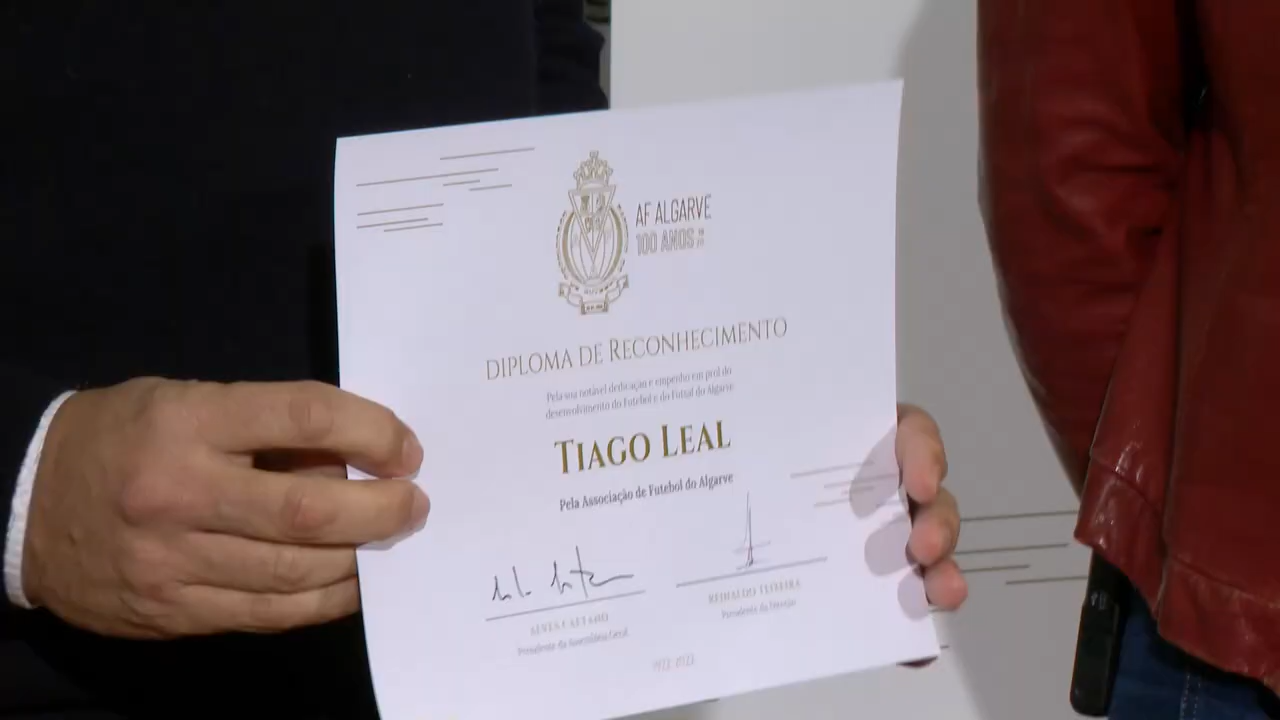 AF ALGARVE
100 ANOS
DIPLOMA DE RECONHECIMENTO
Pela sua notável dedicação e empenho em prol do
desenvolvimento do Futebol e do Futsal do Algarve
TIAGO LEAL
Pela Associação de Futebol do Algarve
ALVES CAETANO
REINALDO TEIXEIRA
Presidente da Assembleia Geral
Presidente da Direção